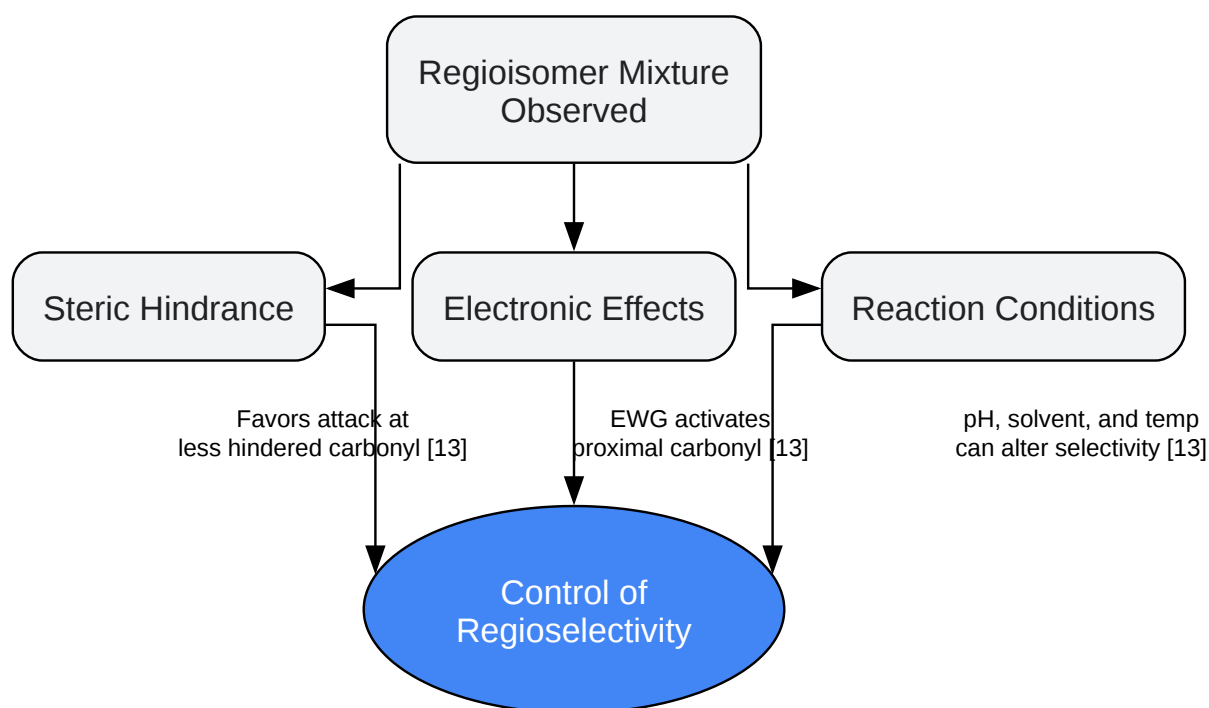 Regioisomer Mixture
Observed
Steric Hindrance
Electronic Effects
Reaction Conditions
Favors attack at
less hindered carbonyl [13]
EWG activates
proximal carbonyl [13]
pH, solvent, and temp
can alter selectivity [13]
Control of
Regioselectivity